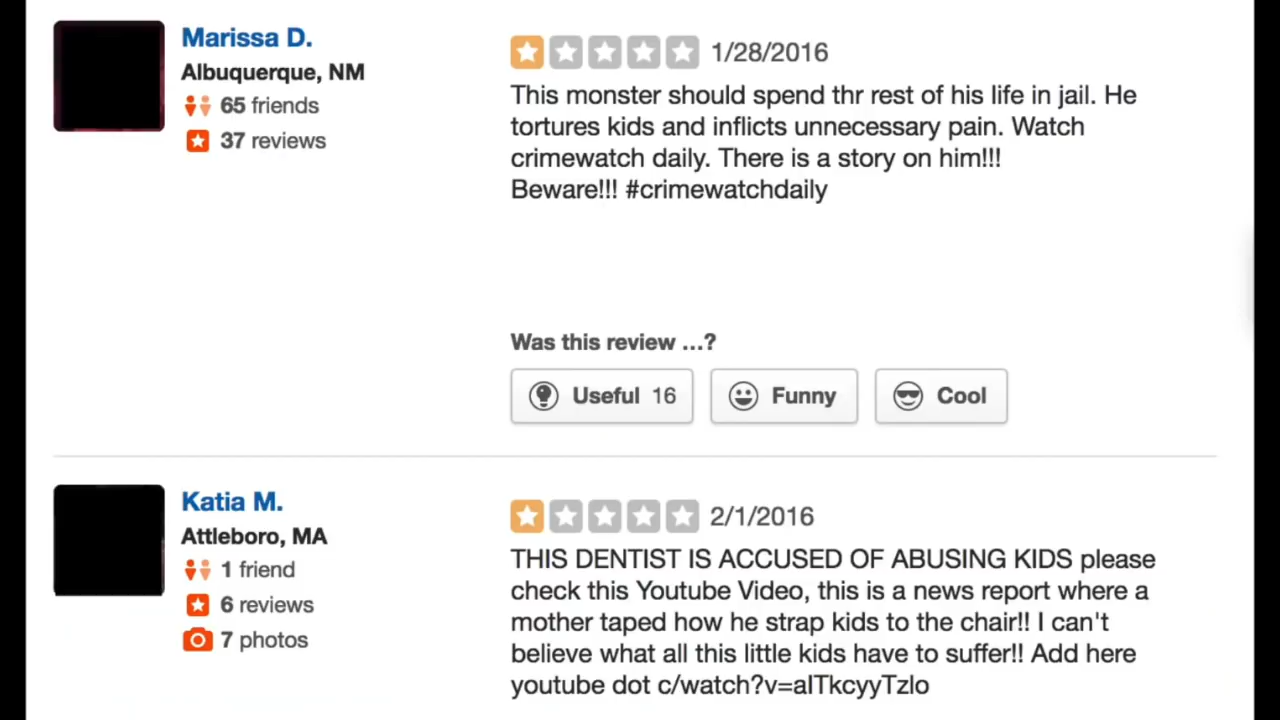 Marissa D.
Albuquerque, NM
65 friends
37 reviews
1/28/2016
This monster should spend thr rest of his life in jail. He
tortures kids and inflicts unnecessary pain. Watch
crimewatch daily. There is a story on him!!!
Beware!!! #crimewatchdaily
Was this review ...?
Useful 16
Funny
Cool
Katia M.
Attleboro, MA
1 friend
6 reviews
7 photos
2/1/2016
THIS DENTIST IS ACCUSED OF ABUSING KIDS please
check this Youtube Video, this is a news report where a
mother taped how he strap kids to the chair!! I can't
believe what all this little kids have to suffer!! Add here
youtube dot c/watch?v=aITkcyyTzlo